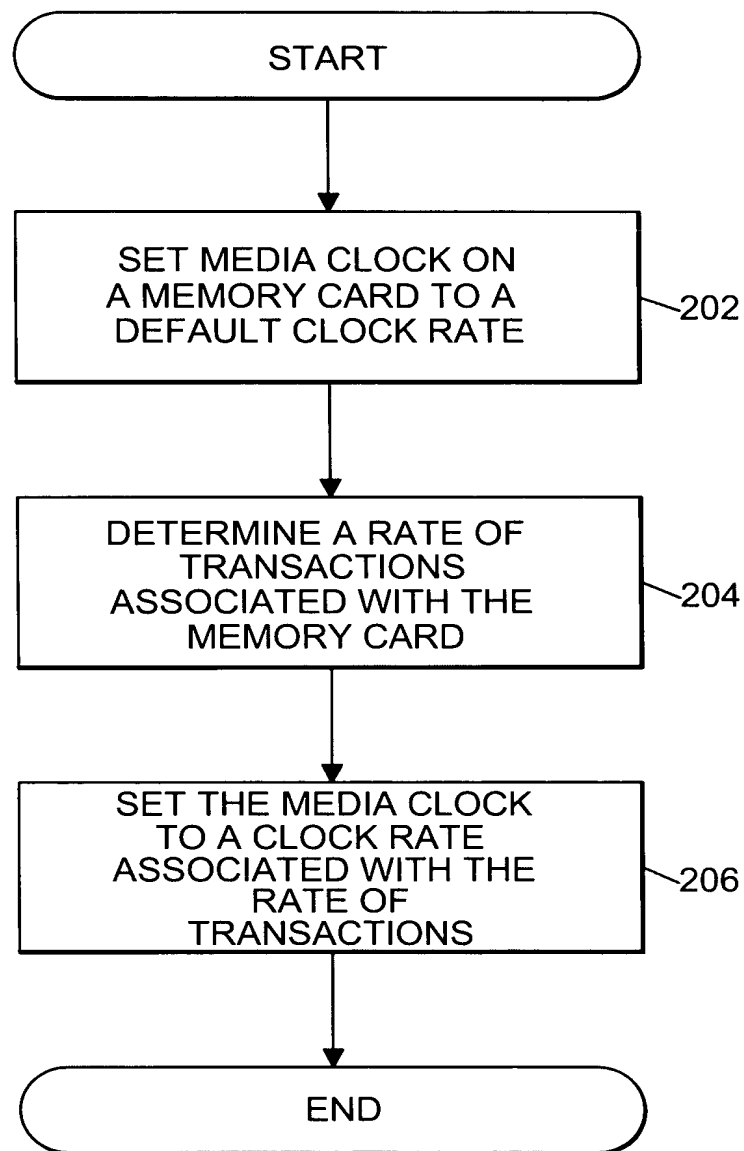 START
SET MEDIA CLOCK ON
A MEMORY CARD TO A
DEFAULT CLOCK RATE
202
DETERMINE A RATE OF
TRANSACTIONS
ASSOCIATED WITH THE
MEMORY CARD
204
SET THE MEDIA CLOCK
TO A CLOCK RATE
ASSOCIATED WITH THE
RATE OF
TRANSACTIONS
206
END